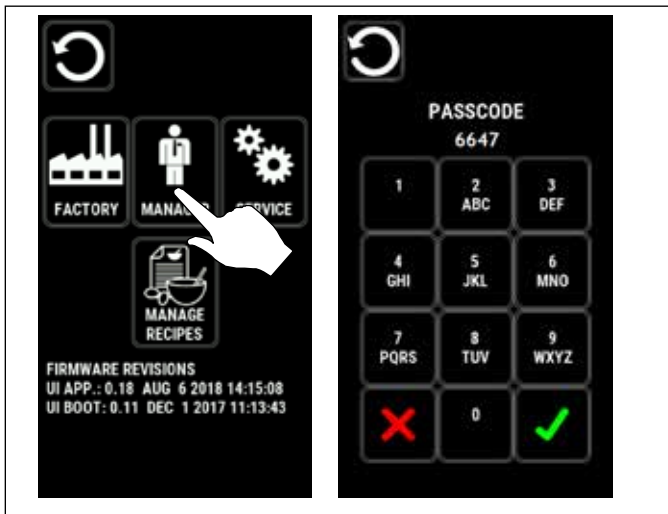 FACTORY
MANAGER
SERVICE
MANAGE
RECIPES
FIRMWARE REVISIONS
UI APP.: 0.18 AUG 6 2018 14:15:08
UI BOOT: 0.11 DEC 1 2017 11:13:43
PASSCODE
6647
1
2
ABC
3
DEF
4
GHI
5
JKL
6
MNO
7
PQRS
8
TUV
9
WXYZ
0